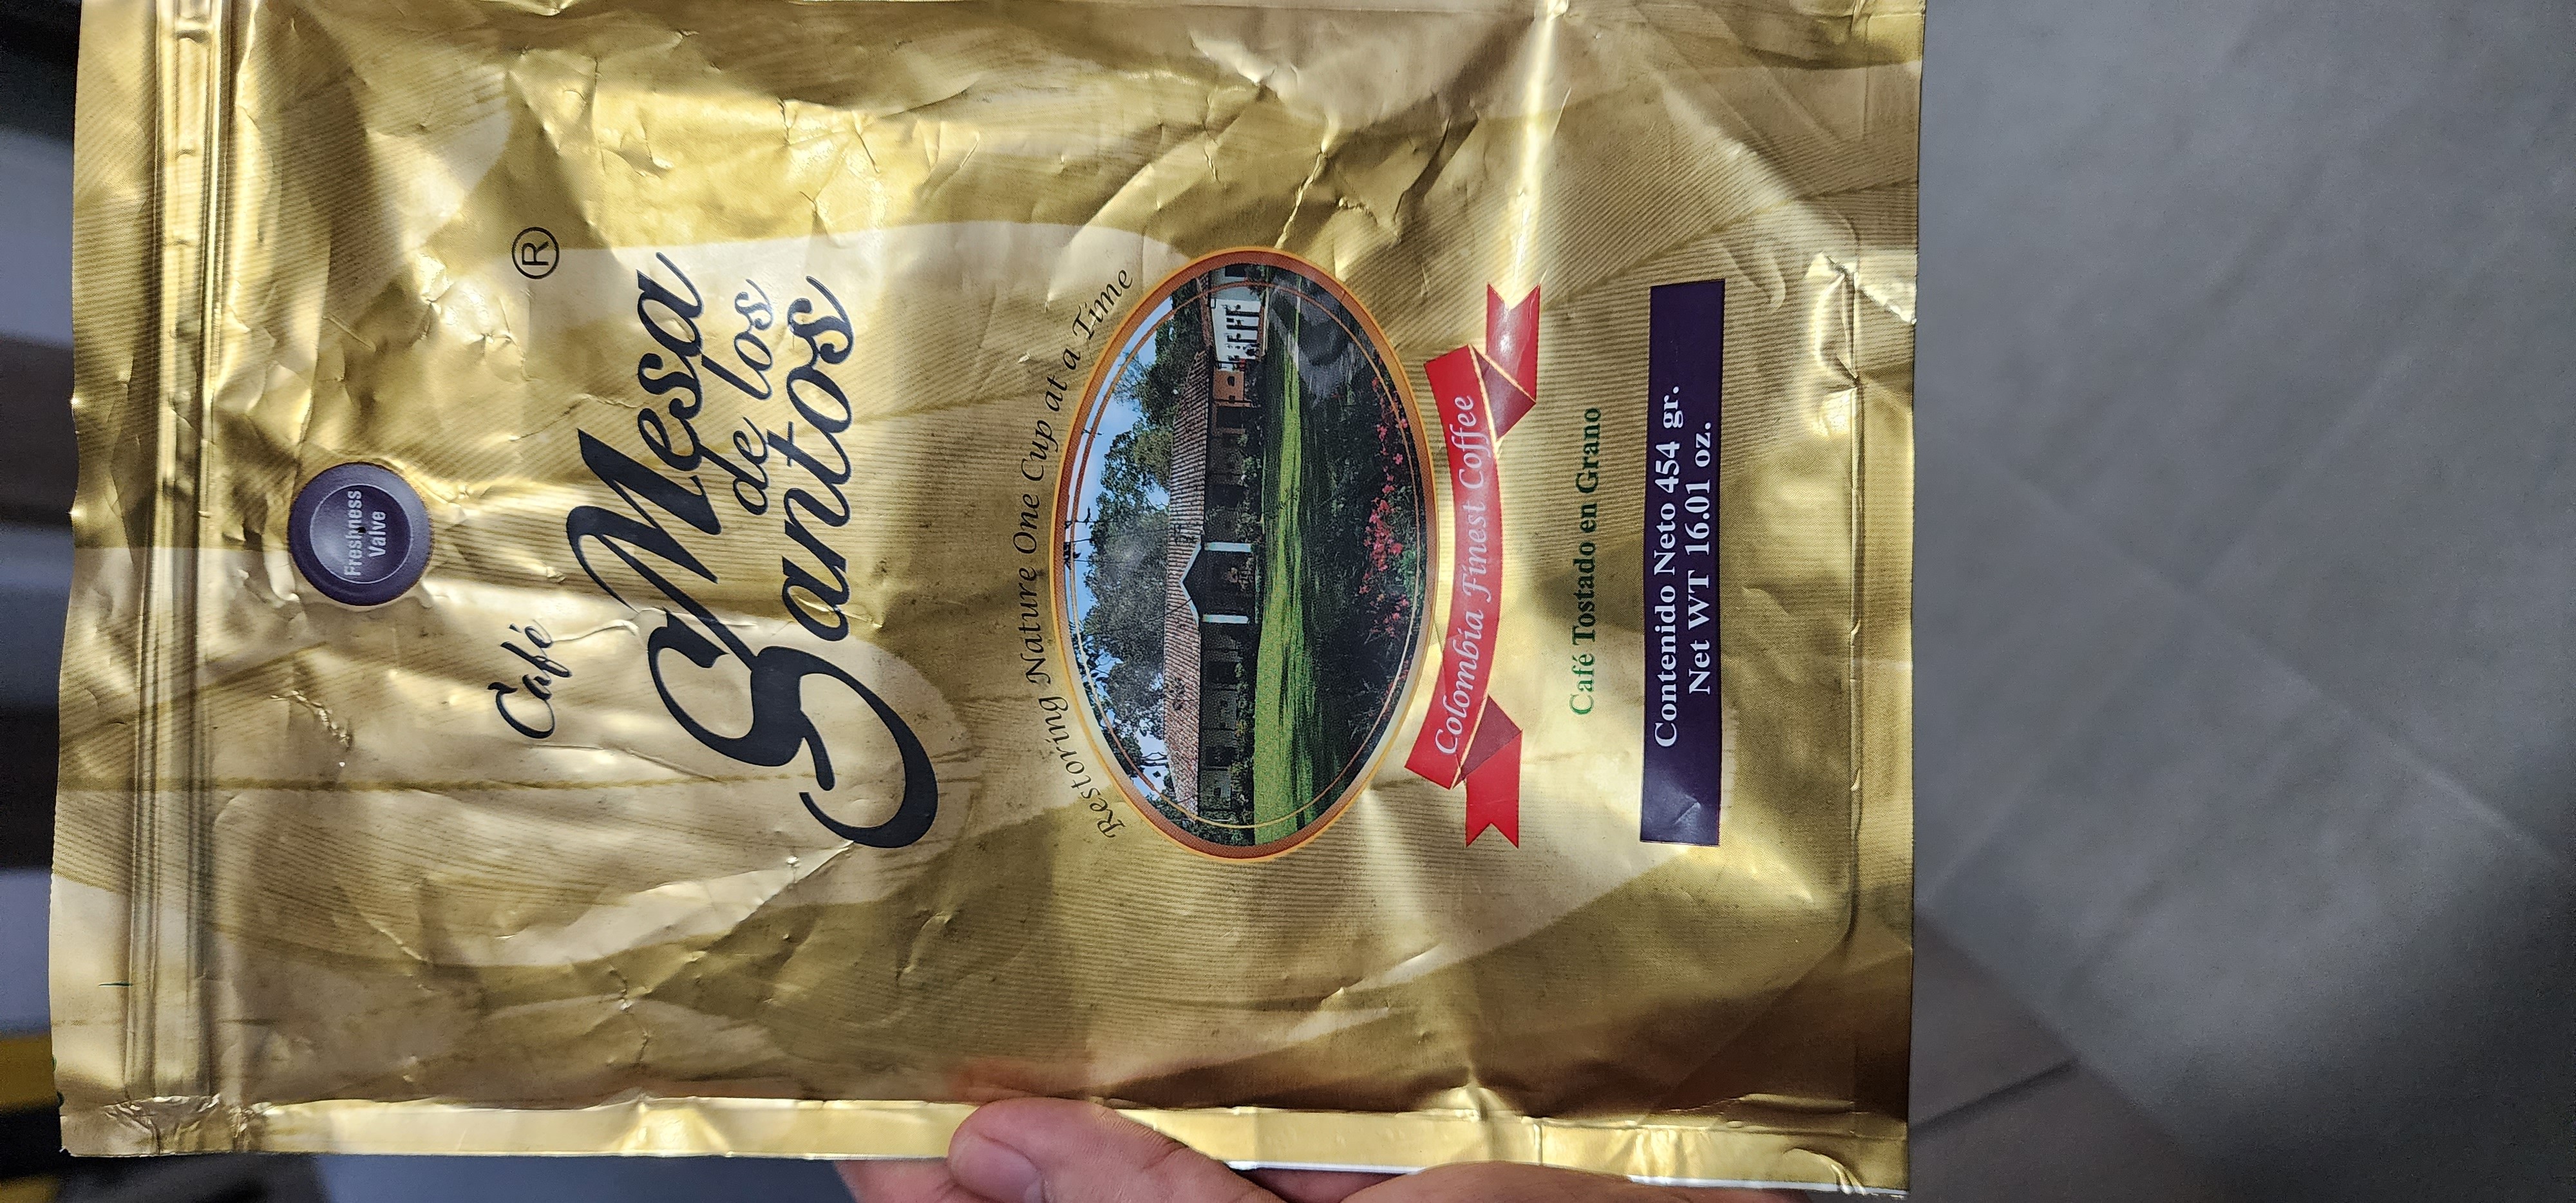 Freshness
Valve
Café
Mesa
de los
Santos
®
Restoring Nature One Cup at a Time
Colombia Finest Coffee
Café Tostado en Grano
Contenido Neto 454 gr.
Net WT 16.01 oz.